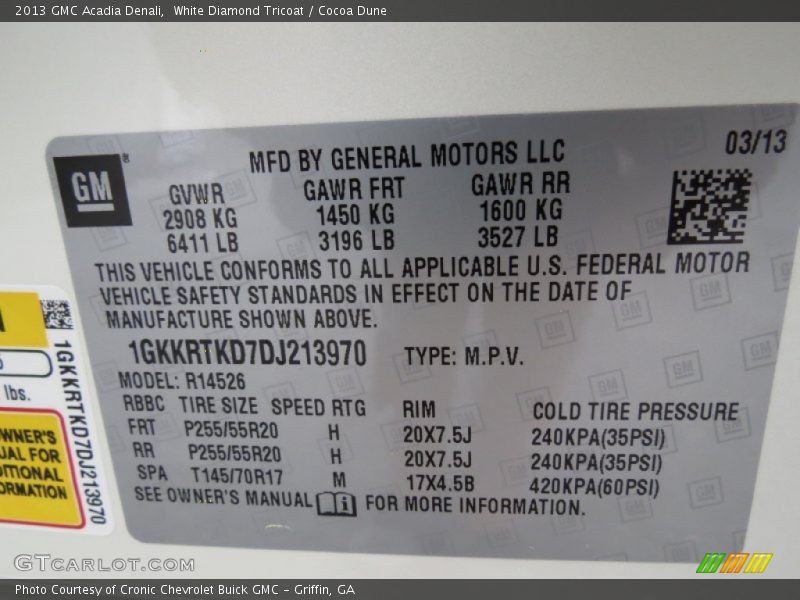 2013 GMC Acadia Denali, White Diamond Tricoat / Cocoa Dune
03/13
GM
MFD BY GENERAL MOTORS LLC
GVWR GAWR FRT GAWR RR
2908 KG 1450 KG 1600 KG
6411 LB 3196 LB 3527 LB
THIS VEHICLE CONFORMS TO ALL APPLICABLE U.S. FEDERAL MOTOR
VEHICLE SAFETY STANDARDS IN EFFECT ON THE DATE OF
MANUFACTURE SHOWN ABOVE.
1GKKRTKD7DJ213970 TYPE: M.P.V.
MODEL: R14526
RBBC TIRE SIZE SPEED RTG RIM COLD TIRE PRESSURE
FRT P255/55R20 H 20X7.5J 240KPA(35PSI)
RR P255/55R20 H 20X7.5J 240KPA(35PSI)
SPA T145/70R17 M 17X4.5B 420KPA(60PSI)
SEE OWNER'S MANUAL FOR MORE INFORMATION.
lbs.
1GKKRTKD7DJ213970
WNER'S
UAL FOR
DITIONAL
ORMATION
GTCARLOT.COM
Photo Courtesy of Cronic Chevrolet Buick GMC - Griffin, GA